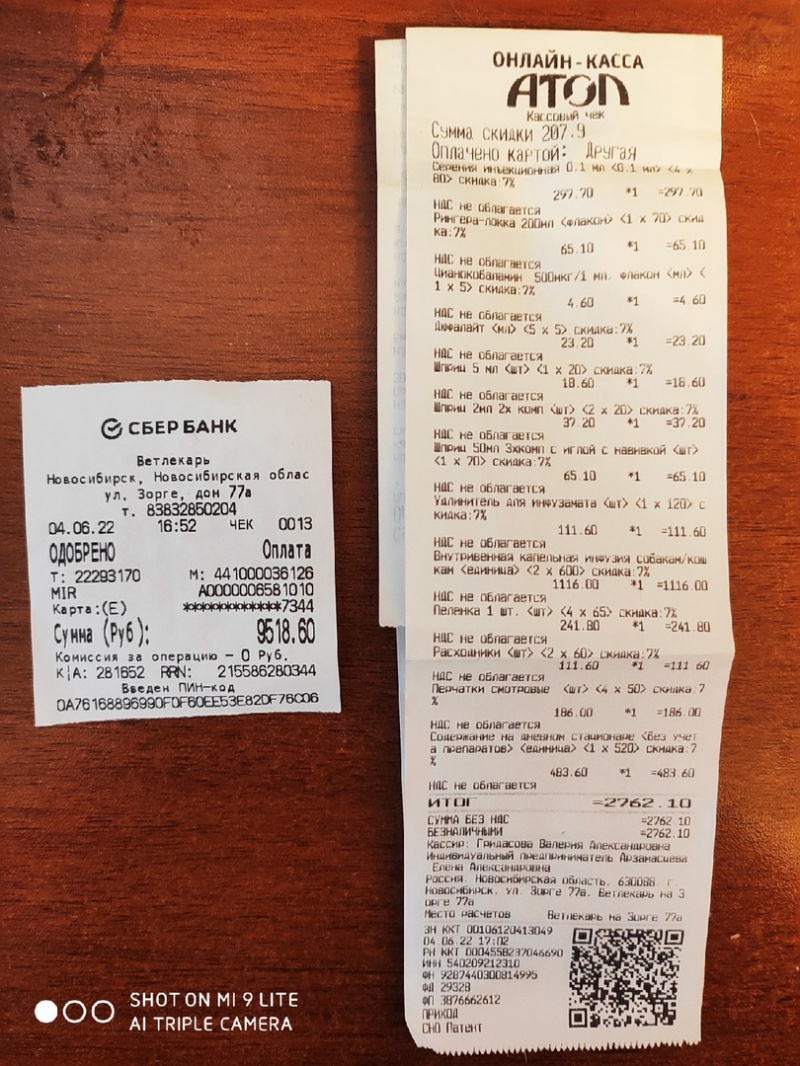 СБЕР БАНК
Ветлекарь
Новосибирск, Новосибирская облас
ул. Зорге, дом 77а
т. 83832850204
04.06.22 16:52 ЧЕК 0013
ОДОБРЕНО Оплата
Т: 22293170 М: 441000036126
MIR A0000006581010
Карта:(E) ************7344
Сумма (Руб): 9518.60
Комиссия за операцию – 0 Руб.
К/А: 281652 RRN: 215586280344
Введен ПИН-код
0A76168896990F0F60EE53E82DF76C06
ОНЛАЙН-КАССА
АТОЛ
Кассовый чек
Сумма скидки 207.9
Оплачено картой: Другая
Серения инъекционная 0.1 мл <0.1 мл> <4 x
80> скидка:7%
297.70 *1 =297.70
НДС не облагается
Рингера-локка 200мл <флакон> <1 x 70> скид
ка:7%
65.10 *1 =65.10
НДС не облагается
Цианокобаламин 500мкг/1 мл. флакон <мл> <
1 x 5> скидка:7%
4.60 *1 =4.60
НДС не облагается
Дюфалайт <мл> <5 x 5> скидка:7%
23.20 *1 =23.20
НДС не облагается
Шприц 5 мл <шт> <1 x 20> скидка:7%
18.60 *1 =18.60
НДС не облагается
Шприц 2мл 2х комп <шт> <2 x 20> скидка:7%
37.20 *1 =37.20
НДС не облагается
Шприц 50мл 3хкомп с иглой с навивкой <шт>
<1 x 70> скидка:7%
65.10 *1 =65.10
НДС не облагается
Удлинитель для инфузамата <шт> <1 x 120> с
кидка:7%
111.60 *1 =111.60
НДС не облагается
Внутривенная капельная инфузия собакам/кош
кам <единица> <2 x 600> скидка:7%
1116.00 *1 =1116.00
НДС не облагается
Пеленка 1 шт. <шт> <4 x 65> скидка:7%
241.80 *1 =241.80
НДС не облагается
Расходники <шт> <2 x 60> скидка:7%
111.60 *1 =111.60
НДС не облагается
Перчатки смотровые <шт> <4 x 50> скидка:7
%
186.00 *1 =186.00
НДС не облагается
Содержание на дневном стационаре <без учет
а препаратов> <единица> <1 x 520> скидка:7
%
483.60 *1 =483.60
НДС не облагается
ИТОГ =2762.10
СУММА БЕЗ НДС =2762.10
БЕЗНАЛИЧНЫМИ =2762.10
Кассир: Гридасова Валерия Александровна
Индивидуальный предприниматель Арзамасцева
Елена Александровна
Россия, Новосибирская область, 630088, г.
Новосибирск, ул. Зорге 77а, Ветлекарь на З
орге 77а
Место расчетов Ветлекарь на Зорге 77а
ЗН ККТ 00106120413049
04.06.22 17:02
РН ККТ 0004558237046690
ИНН 540209212310
ФН 9287440300814995
ФД 29328
ФП 3876662612
ПРИХОД
СНО Патент
SHOT ON MI 9 LITE
AI TRIPLE CAMERA